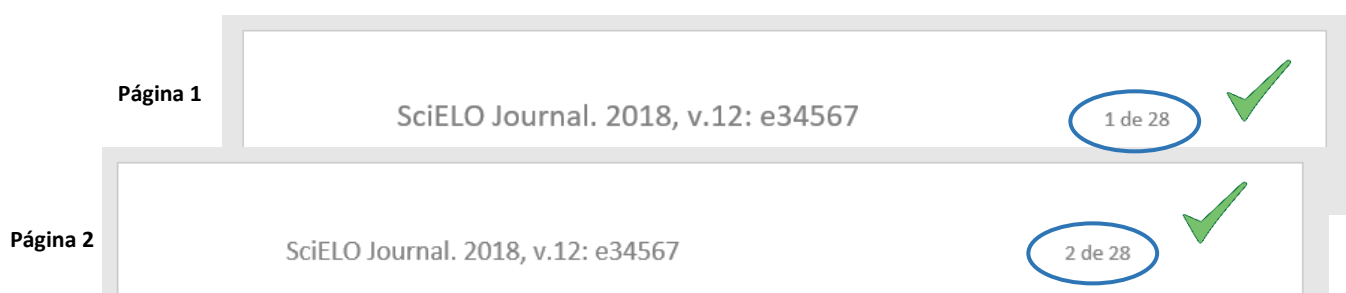 Página 1
SciELO Journal. 2018, v.12: e34567
1 de 28
Página 2
SciELO Journal. 2018, v.12: e34567
2 de 28